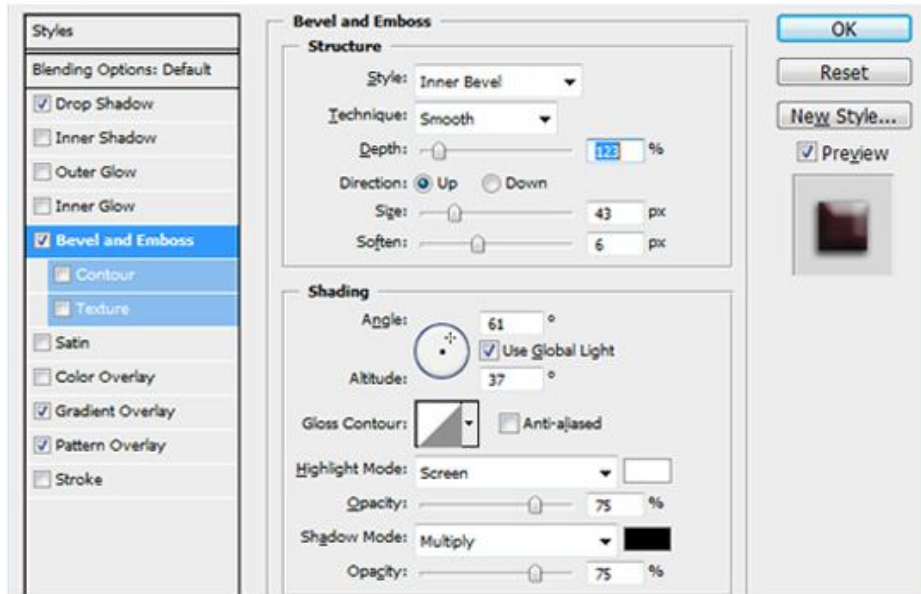 Styles
Blending Options: Default
Drop Shadow
Inner Shadow
Outer Glow
Inner Glow
Bevel and Emboss
Contour
Texture
Satin
Color Overlay
Gradient Overlay
Pattern Overlay
Stroke
Bevel and Emboss
Structure
Style: Inner Bevel
Technique: Smooth
Depth: 123 %
Direction: Up Down
Size: 43 px
Soften: 6 px
Shading
Angle: 61 °
Use Global Light
Altitude: 37 °
Gloss Contour: Anti-aliased
Highlight Mode: Screen
Opacity: 75 %
Shadow Mode: Multiply
Opacity: 75 %
OK
Reset
New Style...
Preview